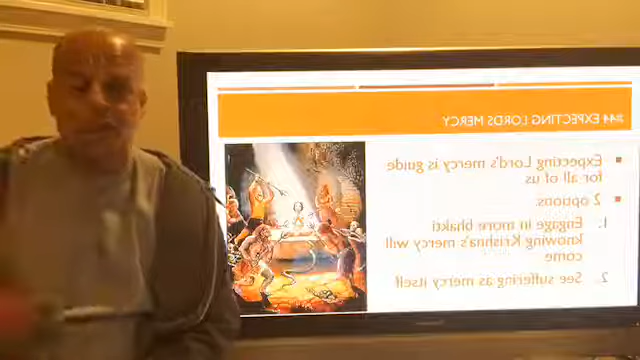 #44 EXPECTING LORDS MERCY
Expecting Lord's mercy is guide
for all of us
2 options:
1. Engage in more bhakti
knowing Krishna's mercy will
come
2. See suffering as mercy itself